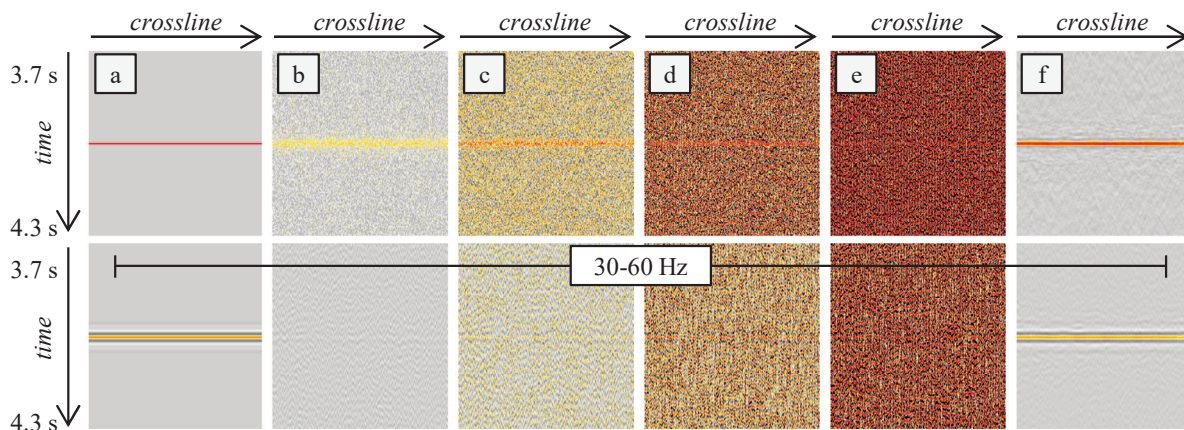 crossline crossline crossline crossline crossline crossline
3.7 s
a b c d e f
time
4.3 s
3.7 s
30-60 Hz
time
4.3 s